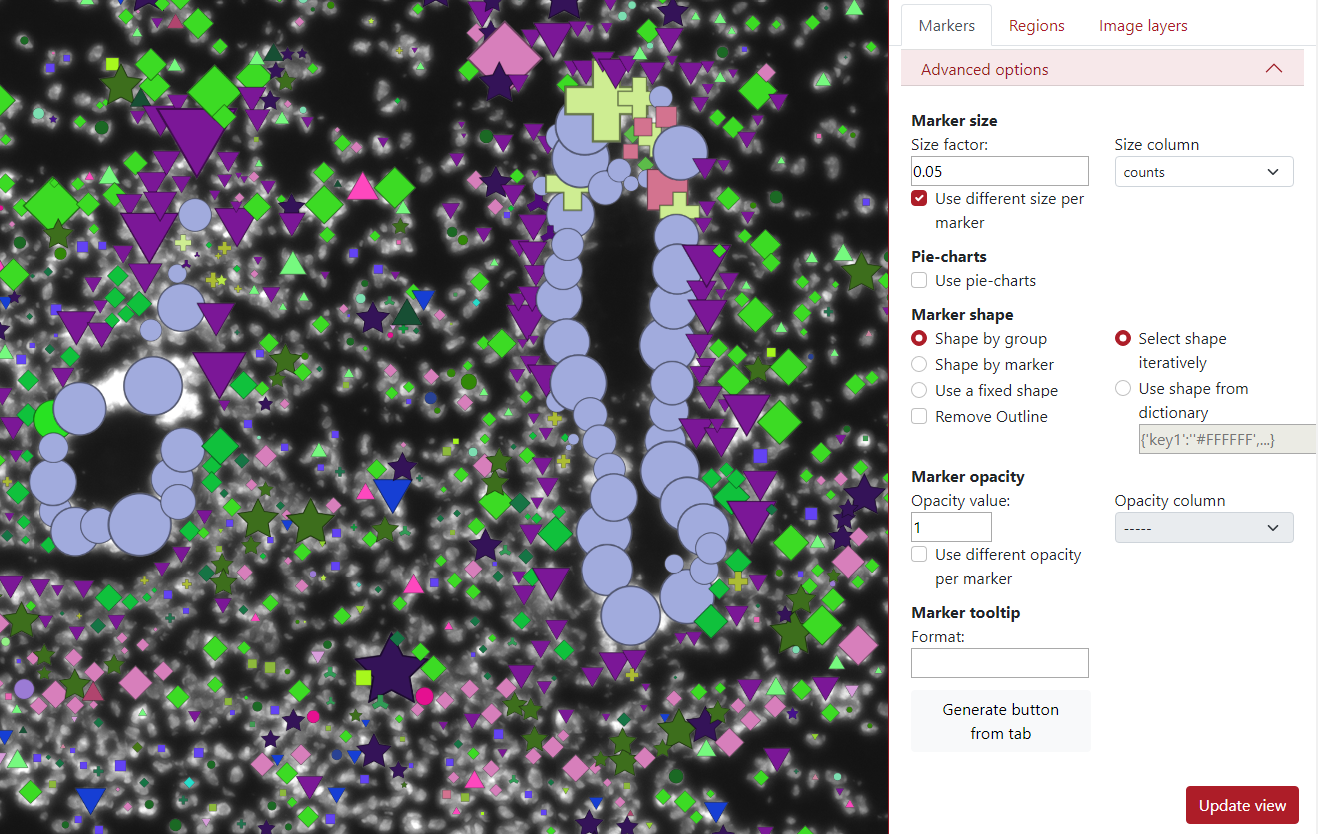 Markers Regions Image layers
Advanced options
Marker size
Size factor: Size column
0.05 counts
Use different size per
marker
Pie-charts
Use pie-charts
Marker shape
Shape by group Select shape
iteratively
Shape by marker
Use a fixed shape Use shape from
dictionary
Remove Outline
{'key1':''#FFFFFF',...}
Marker opacity
Opacity value: Opacity column
1 -----
Use different opacity
per marker
Marker tooltip
Format:
Generate button
from tab
Update view